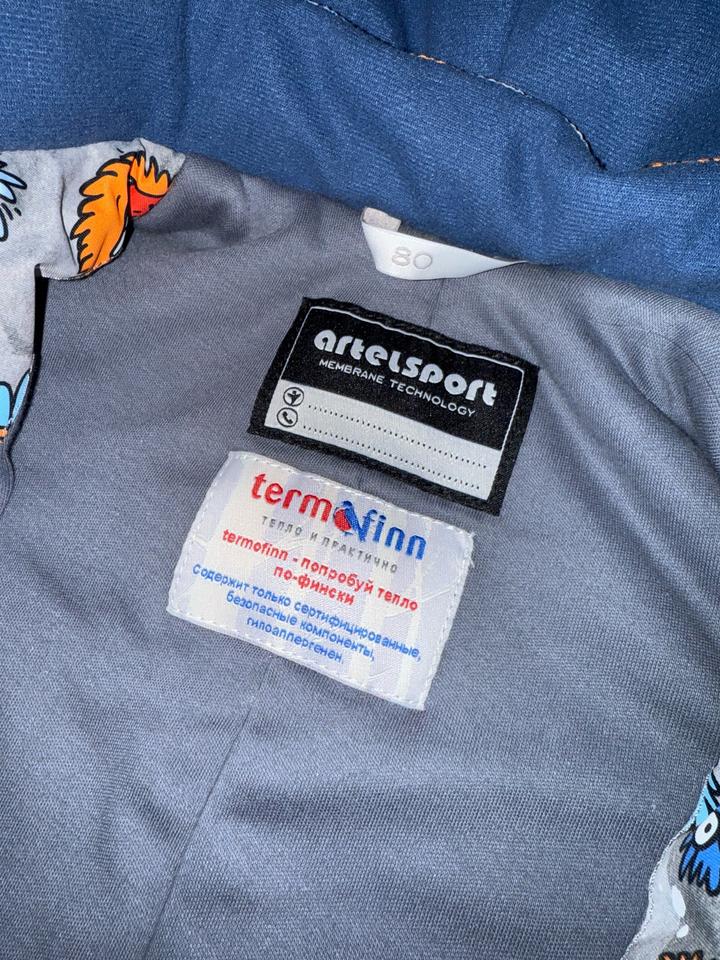 80
artelsport
MEMBRANE TECHNOLOGY
termofinn
ТЕПЛО И ПРАКТИЧНО
termofinn - попробуй тепло
по-фински
Содержит только сертифицированные,
безопасные компоненты,
гипоаллергенен